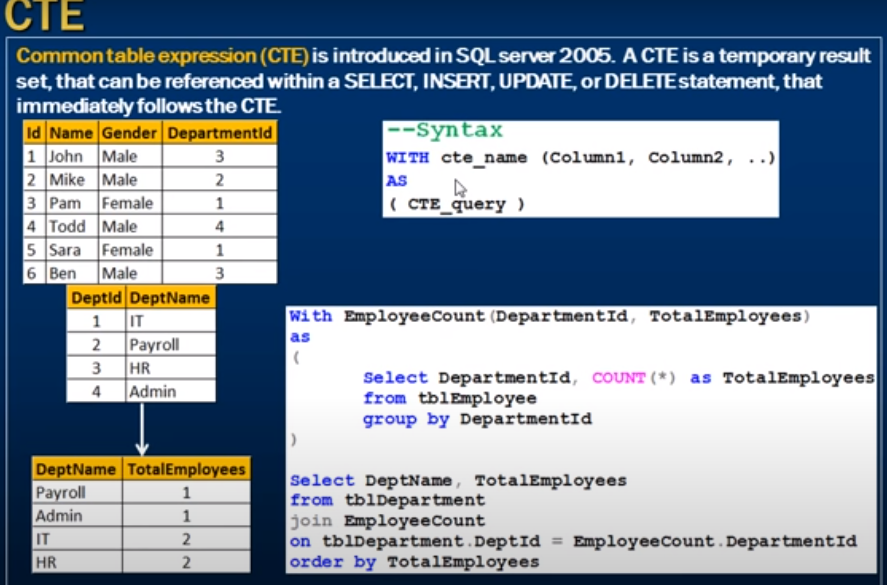 CTE
Common table expression (CTE) is introduced in SQL server 2005. A CTE is a temporary result
set, that can be referenced within a SELECT, INSERT, UPDATE, or DELETE statement, that
immediately follows the CTE.
Id Name Gender DepartmentId
1 John Male 3
2 Mike Male 2
3 Pam Female 1
4 Todd Male 4
5 Sara Female 1
6 Ben Male 3
--Syntax
WITH cte_name (Column1, Column2, ..)
AS
( CTE_query )
DeptId DeptName
1 IT
2 Payroll
3 HR
4 Admin
DeptName TotalEmployees
Payroll 1
Admin 1
IT 2
HR 2
With EmployeeCount(DepartmentId, TotalEmployees)
as
(
Select DepartmentId, COUNT(*) as TotalEmployees
from tblEmployee
group by DepartmentId
)
Select DeptName, TotalEmployees
from tblDepartment
join EmployeeCount
on tblDepartment.DeptId = EmployeeCount.DepartmentId
order by TotalEmployees